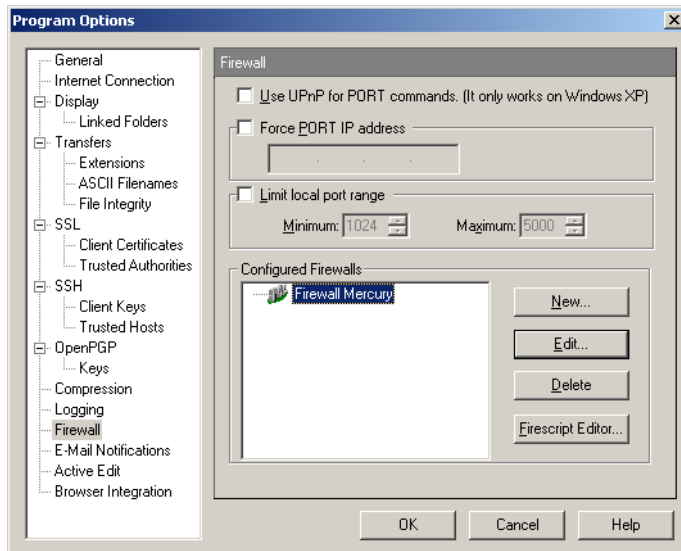 Program Options
General
Internet Connection
Display
Linked Folders
Transfers
Extensions
ASCII Filenames
File Integrity
SSL
Client Certificates
Trusted Authorities
SSH
Client Keys
Trusted Hosts
OpenPGP
Keys
Compression
Logging
Firewall
E-Mail Notifications
Active Edit
Browser Integration
Firewall
Use UPnP for PORT commands. (It only works on Windows XP)
Force PORT IP address
. . .
Limit local port range
Minimum: 1024 Maximum: 5000
Configured Firewalls
Firewall Mercury
New...
Edit...
Delete
Firescript Editor...
OK Cancel Help